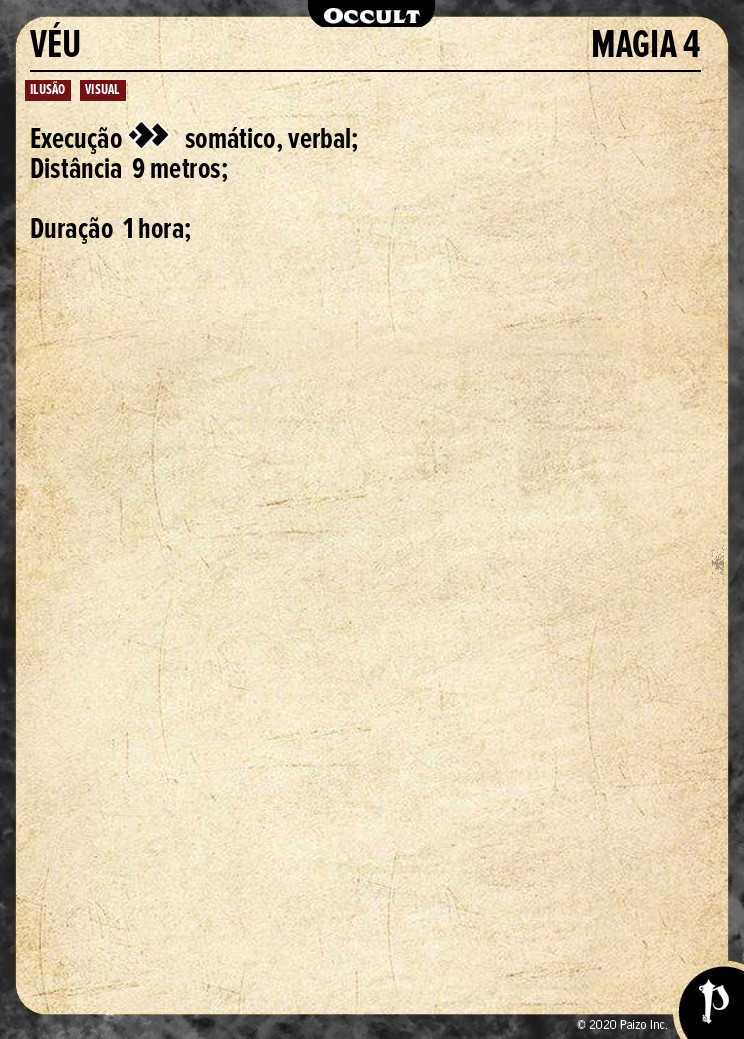 Occult
VÉU MAGIA 4
ILUSÃO VISUAL
Execução somático, verbal;
Distância 9 metros;
Duração 1 hora;
© 2020 Paizo Inc.